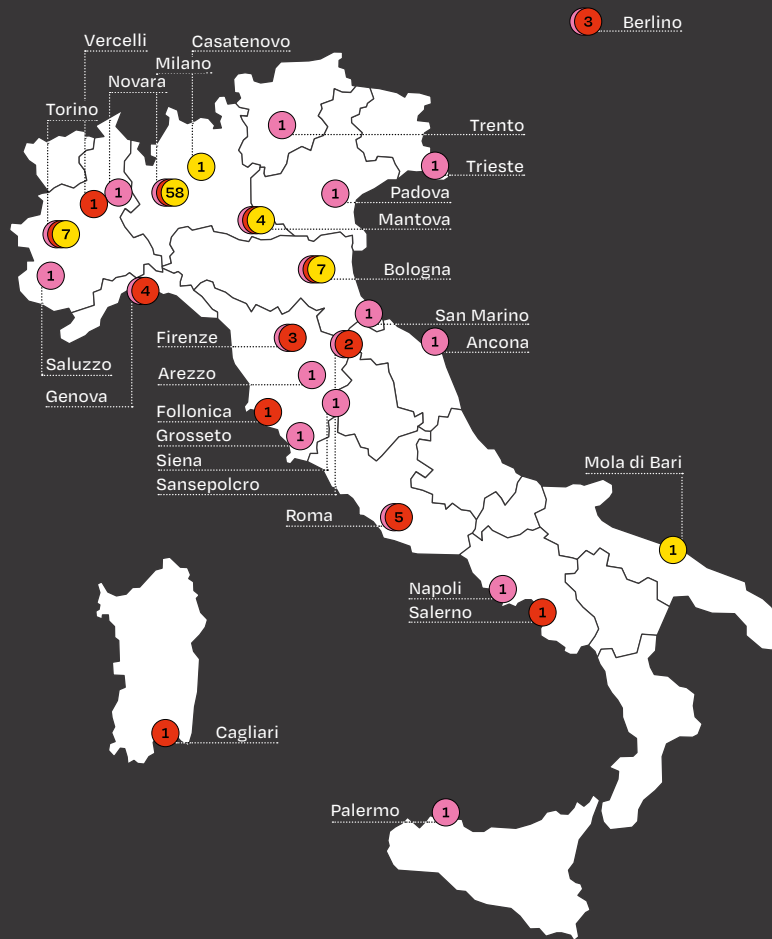 3 Berlino
Vercelli
Casatenovo
Milano
Novara
Torino
1 Trento
1 Trieste
1
58
1
1 Padova
1
4 Mantova
7
7 Bologna
1
4
1 San Marino
Firenze 3
2
1 Ancona
Saluzzo
Arezzo 1
Genova
1
Follonica 1
Grosseto 1
Siena
Sansepolcro
Mola di Bari
Roma 5
1
Napoli 1
Salerno 1
1 Cagliari
Palermo 1